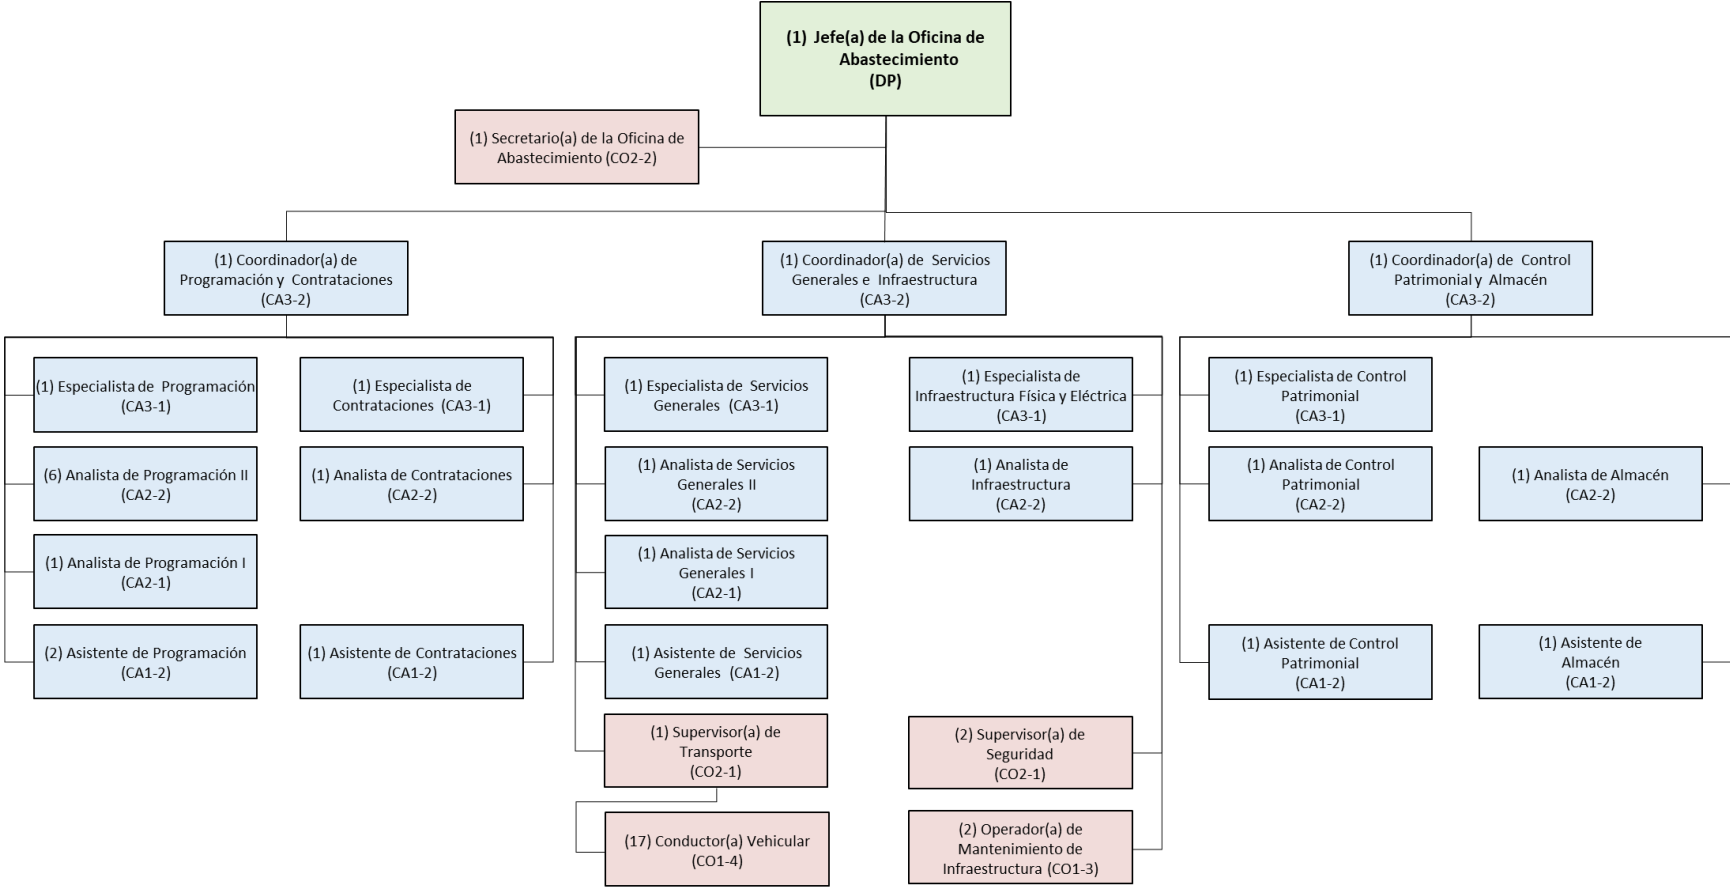 (1) Jefe(a) de la Oficina de
Abastecimiento
(DP)
(1) Secretario(a) de la Oficina de
Abastecimiento (CO2-2)
(1) Coordinador(a) de
Programación y Contrataciones
(CA3-2)
(1) Coordinador(a) de Servicios
Generales e Infraestructura
(CA3-2)
(1) Coordinador(a) de Control
Patrimonial y Almacén
(CA3-2)
(1) Especialista de Programación
(CA3-1)
(1) Especialista de
Contrataciones (CA3-1)
(1) Especialista de Servicios
Generales (CA3-1)
(1) Especialista de
Infraestructura Física y Eléctrica
(CA3-1)
(1) Especialista de Control
Patrimonial
(CA3-1)
(6) Analista de Programación II
(CA2-2)
(1) Analista de Contrataciones
(CA2-2)
(1) Analista de Servicios
Generales II
(CA2-2)
(1) Analista de
Infraestructura
(CA2-2)
(1) Analista de Control
Patrimonial
(CA2-2)
(1) Analista de Almacén
(CA2-2)
(1) Analista de Programación I
(CA2-1)
(1) Analista de Servicios
Generales I
(CA2-1)
(2) Asistente de Programación
(CA1-2)
(1) Asistente de Contrataciones
(CA1-2)
(1) Asistente de Servicios
Generales (CA1-2)
(1) Asistente de Control
Patrimonial
(CA1-2)
(1) Asistente de
Almacén
(CA1-2)
(1) Supervisor(a) de
Transporte
(CO2-1)
(2) Supervisor(a) de
Seguridad
(CO2-1)
(17) Conductor(a) Vehicular
(CO1-4)
(2) Operador(a) de
Mantenimiento de
Infraestructura (CO1-3)